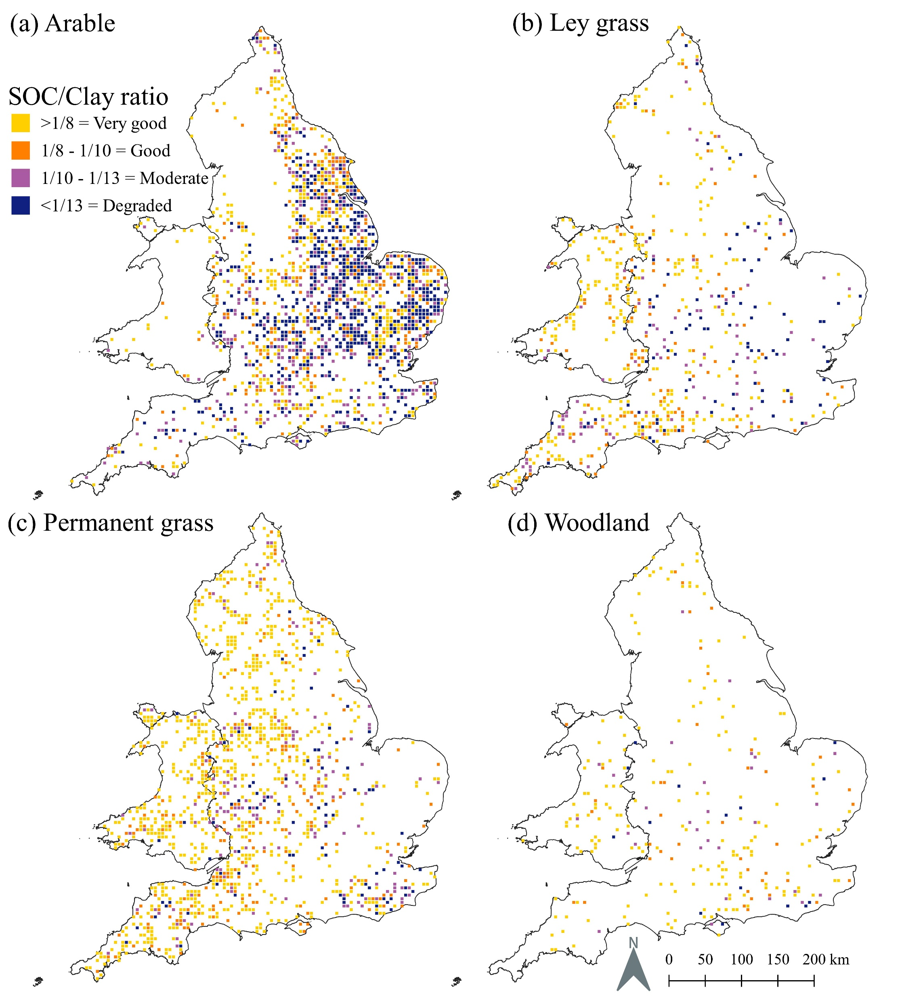 (a) Arable
(b) Ley grass
SOC/Clay ratio
>1/8 = Very good
1/8 - 1/10 = Good
1/10 - 1/13 = Moderate
<1/13 = Degraded
(c) Permanent grass
(d) Woodland
N
0 50 100 150 200 km